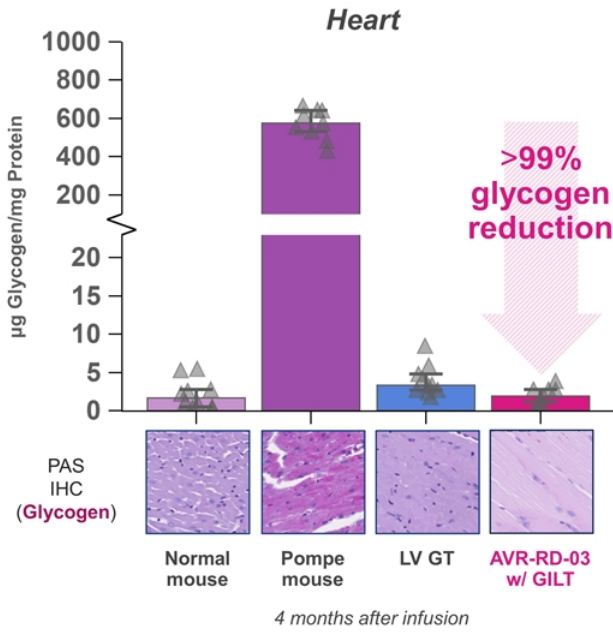 Heart
µg Glycogen/mg Protein
1000
800
600
400
200
20
15
10
5
0
>99%
glycogen
reduction
PAS
IHC
(Glycogen)
Normal
mouse
Pompe
mouse
LV GT
AVR-RD-03
w/ GILT
4 months after infusion